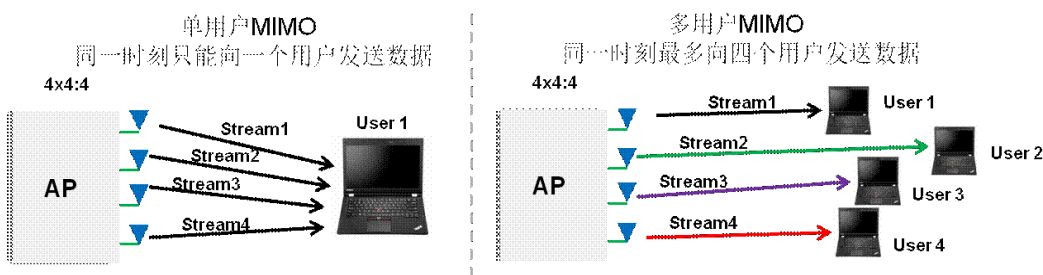 单用户MIMO
同一时刻只能向一个用户发送数据
4x4:4
AP
Stream1
Stream2
Stream3
Stream4
User 1
多用户MIMO
同一时刻最多向四个用户发送数据
4x4:4
AP
Stream1
Stream2
Stream3
Stream4
User 1
User 2
User 3
User 4